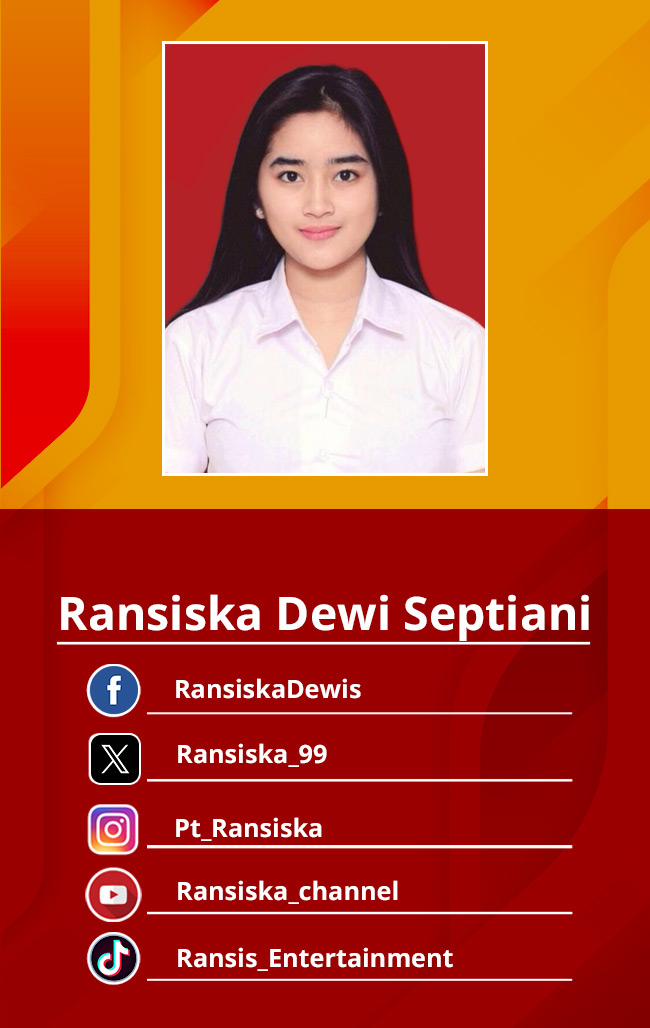 Ransiska Dewi Septiani
RansiskaDewis
Ransiska_99
Pt_Ransiska
Ransiska_channel
Ransis_Entertainment